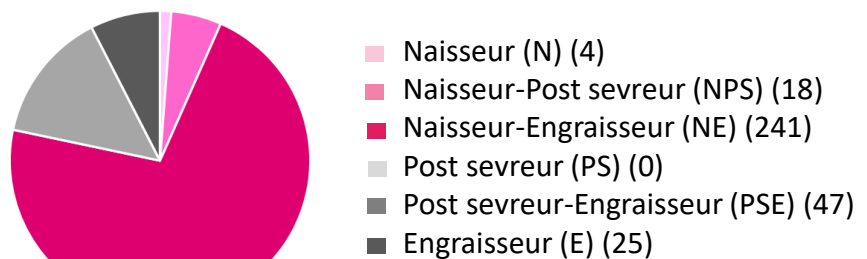 Naisseur (N) (4)
Naisseur-Post sevreur (NPS) (18)
Naisseur-Engraisseur (NE) (241)
Post sevreur (PS) (0)
Post sevreur-Engraisseur (PSE) (47)
Engraisseur (E) (25)